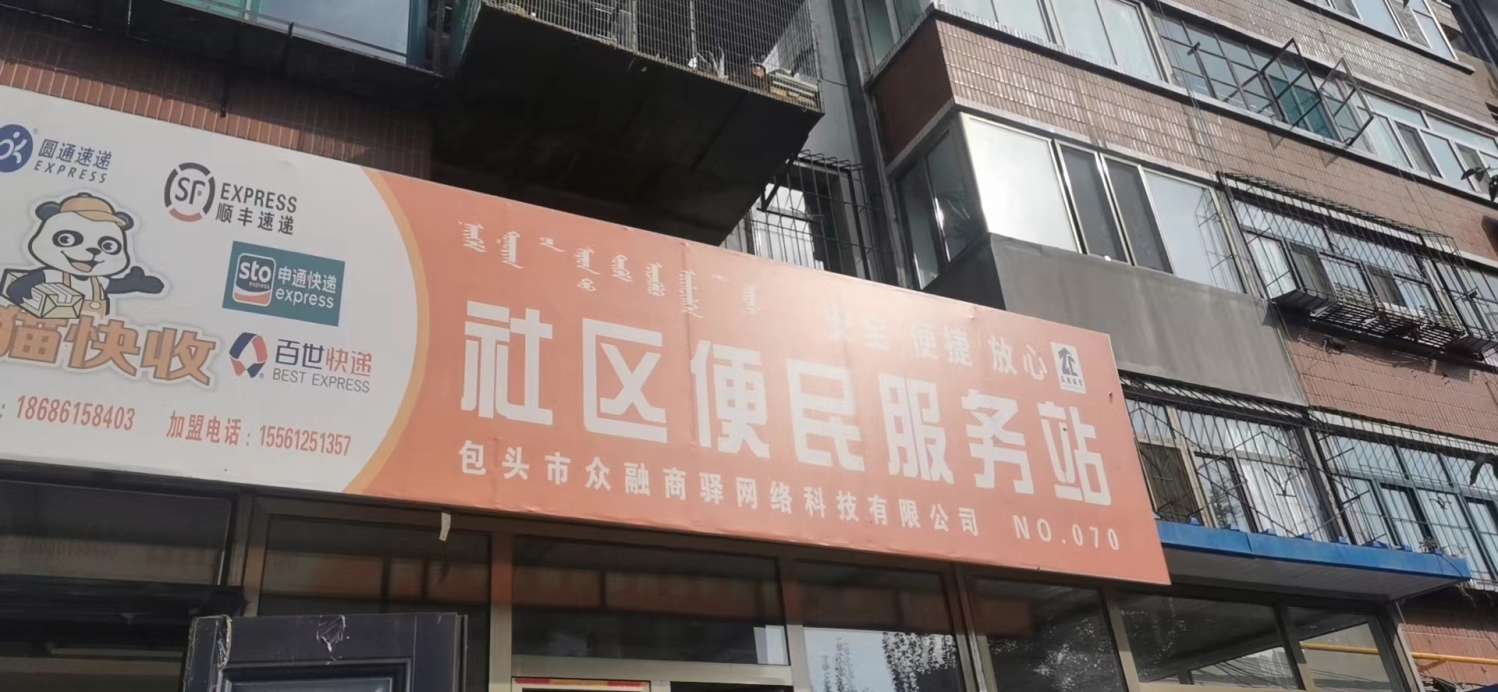 圆通速递
EXPRESS
SF EXPRESS
顺丰速递
sto
express
申通快递
express
猫快收
百世快递
BEST EXPRESS
18686158403
加盟电话：15561251357
安全 便捷 放心
社区便民服务站
包头市众融商驿网络科技有限公司 NO.070